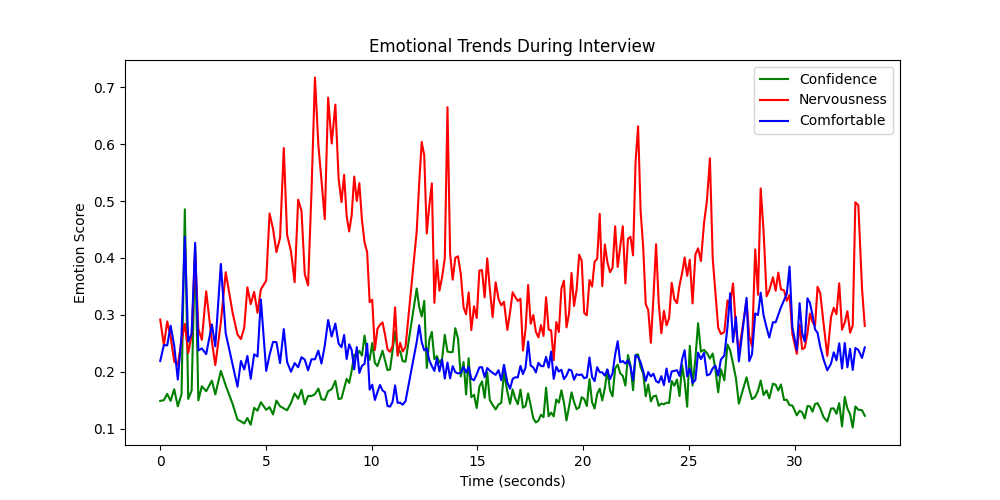 Emotional Trends During Interview
Confidence
Nervousness
Comfortable
Emotion Score
0.7
0.6
0.5
0.4
0.3
0.2
0.1
0 5 10 15 20 25 30
Time (seconds)